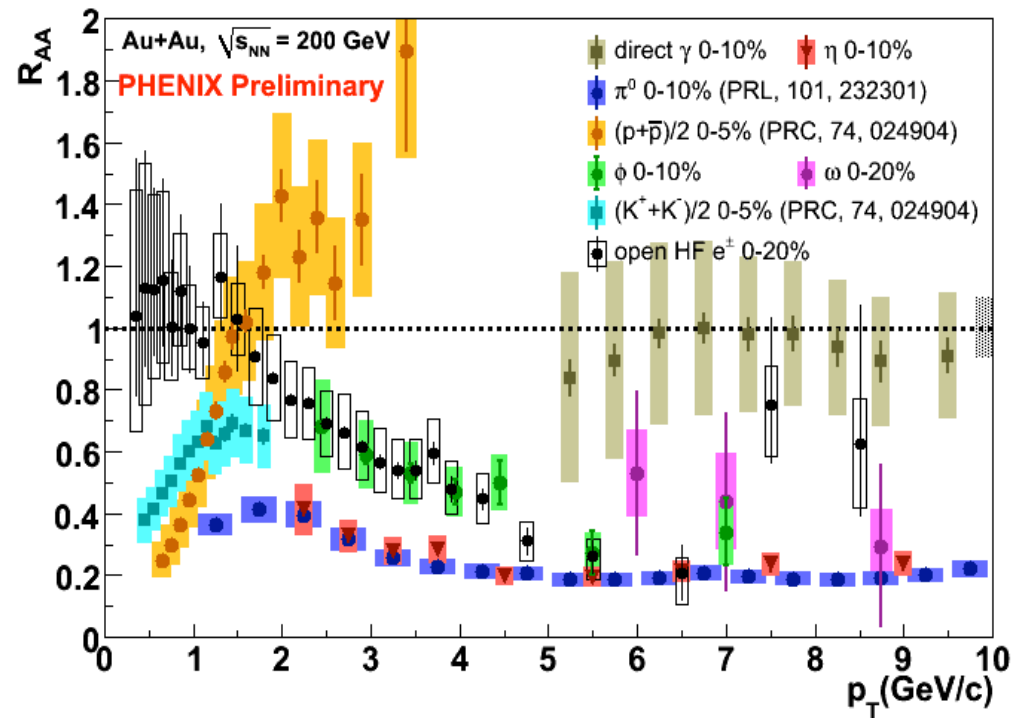 Au+Au, √s_NN = 200 GeV
PHENIX Preliminary
direct γ 0-10%
η 0-10%
π⁰ 0-10% (PRL, 101, 232301)
(p+p̅)/2 0-5% (PRC, 74, 024904)
ϕ 0-10%
ω 0-20%
(K⁺+K⁻)/2 0-5% (PRC, 74, 024904)
open HF e± 0-20%
R_AA
2
1.8
1.6
1.4
1.2
1
0.8
0.6
0.4
0.2
0
0 1 2 3 4 5 6 7 8 9 10
p_T(GeV/c)